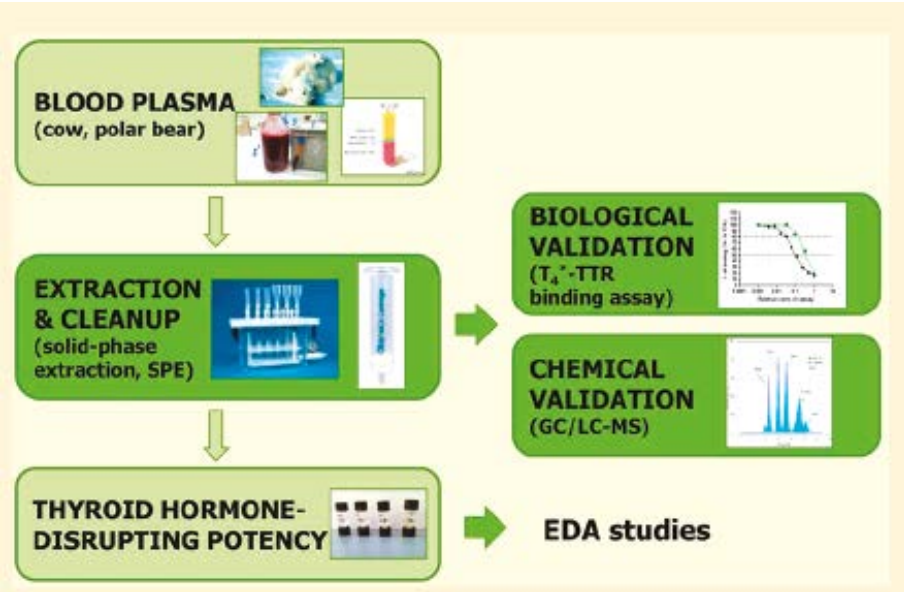 BLOOD PLASMA
(cow, polar bear)
EXTRACTION
& CLEANUP
(solid-phase
extraction, SPE)
BIOLOGICAL
VALIDATION
(T₄*-TTR
binding assay)
CHEMICAL
VALIDATION
(GC/LC-MS)
THYROID HORMONE-
DISRUPTING POTENCY
EDA studies